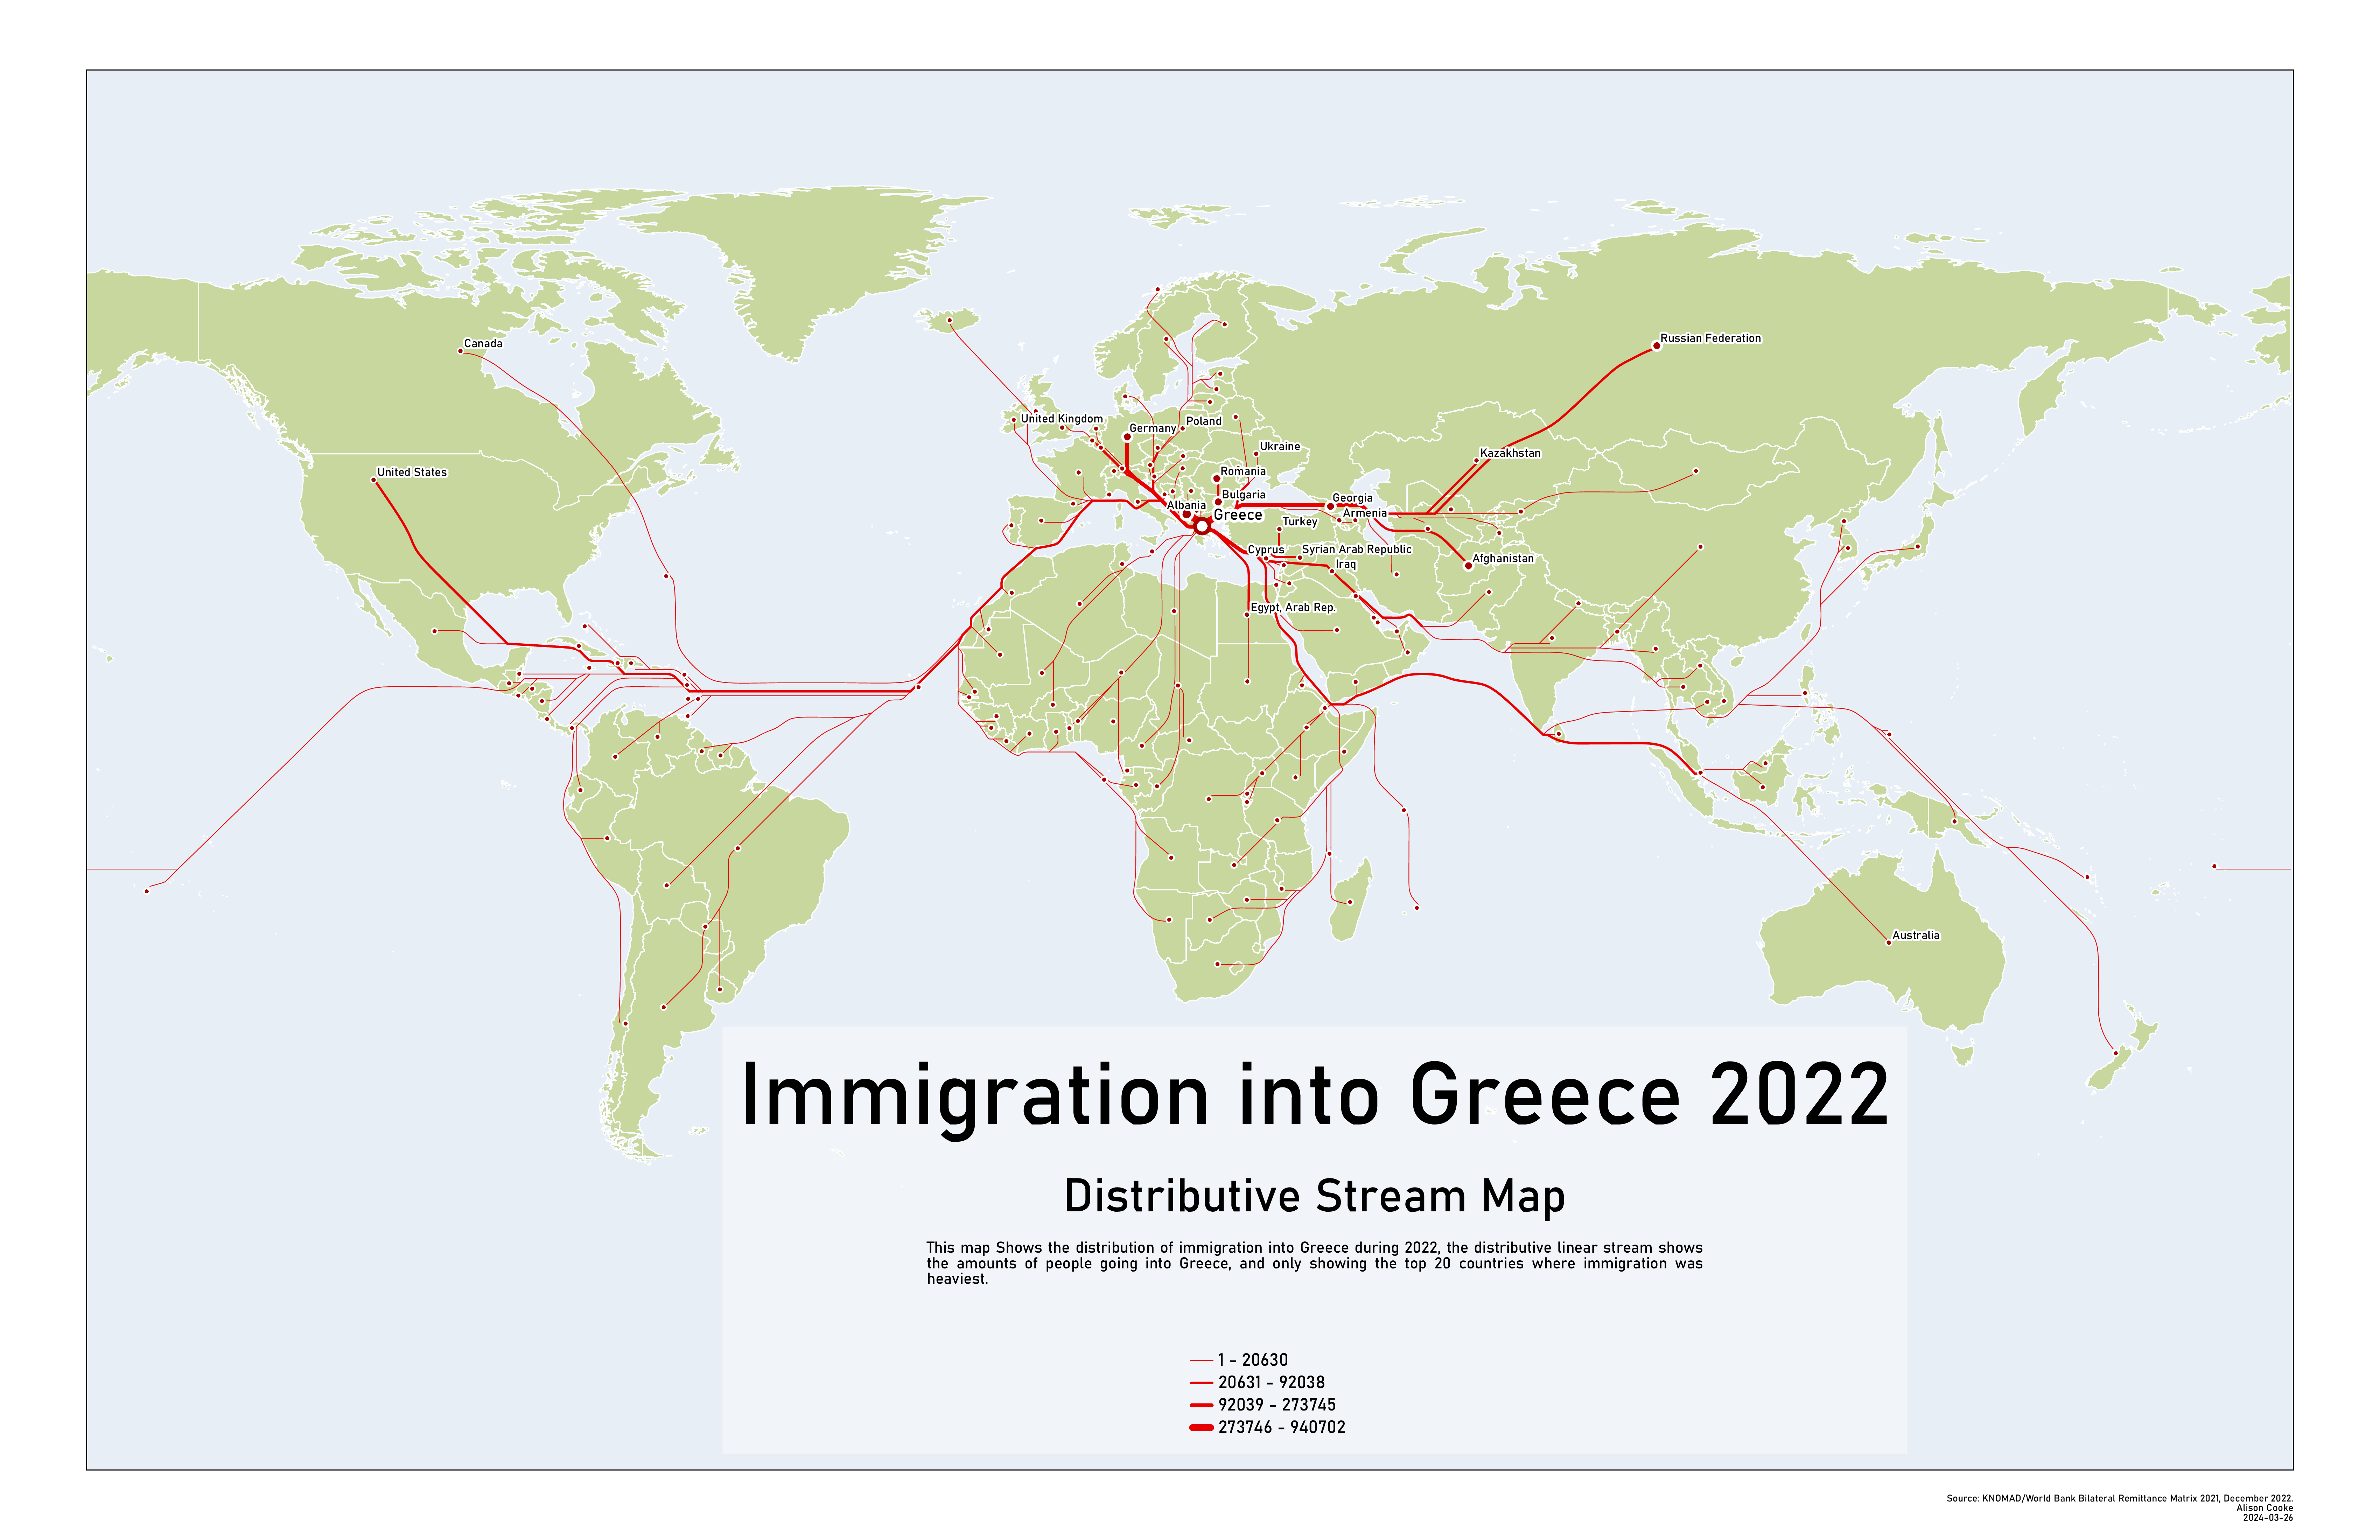 Canada
Russian Federation
United Kingdom
Germany
Poland
Ukraine
Kazakhstan
United States
Romania
Bulgaria
Georgia
Albania
Greece
Armenia
Turkey
Cyprus
Syrian Arab Republic
Iraq
Afghanistan
Egypt, Arab Rep.
Australia
Immigration into Greece 2022
Distributive Stream Map
This map Shows the distribution of immigration into Greece during 2022, the distributive linear stream shows
the amounts of people going into Greece, and only showing the top 20 countries where immigration was
heaviest.
1 - 20630
20631 - 92038
92039 - 273745
273746 - 940702
Source: KNOMAD/World Bank Bilateral Remittance Matrix 2021, December 2022.
Alison Cooke
2024-03-26